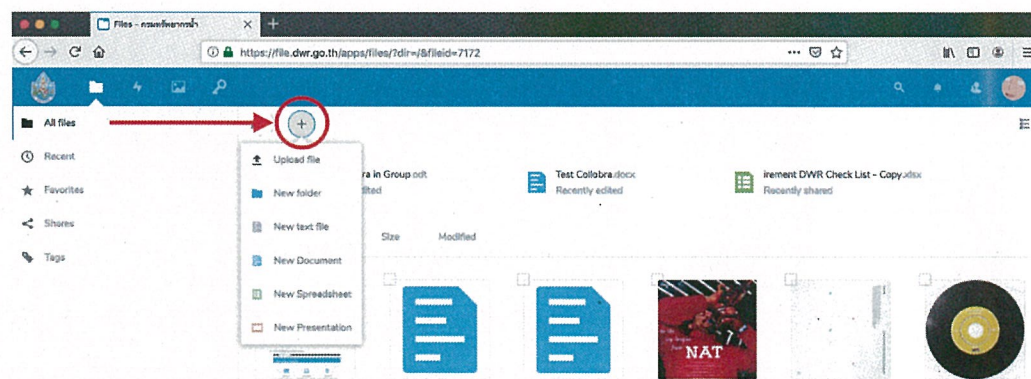 Files - กรมทรัพยากรน้ำ
https://file.dwr.go.th/apps/files/?dir=/&fileid=7172
All files
Recent
Favorites
Shares
Tags
+
Upload file
New folder
New text file
New Document
New Spreadsheet
New Presentation
ra in Group.odt
ited
Test Collobra.docx
Recently edited
irement DWR Check List - Copy.xlsx
Recently shared
Size Modified
NAT